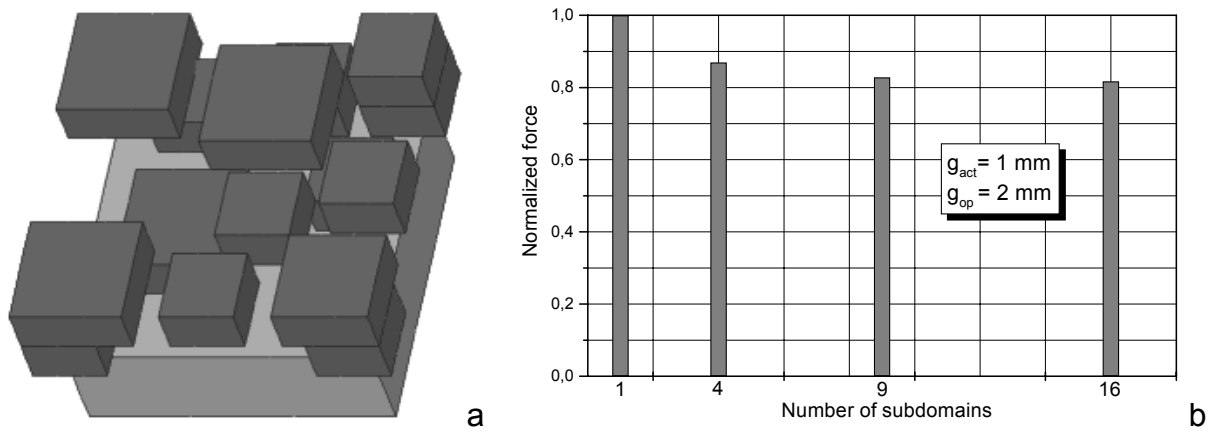 a
1,0
0,8
0,6
0,4
0,2
0,0
Normalized force
g_act = 1 mm
g_op = 2 mm
1 4 9 16
Number of subdomains
b